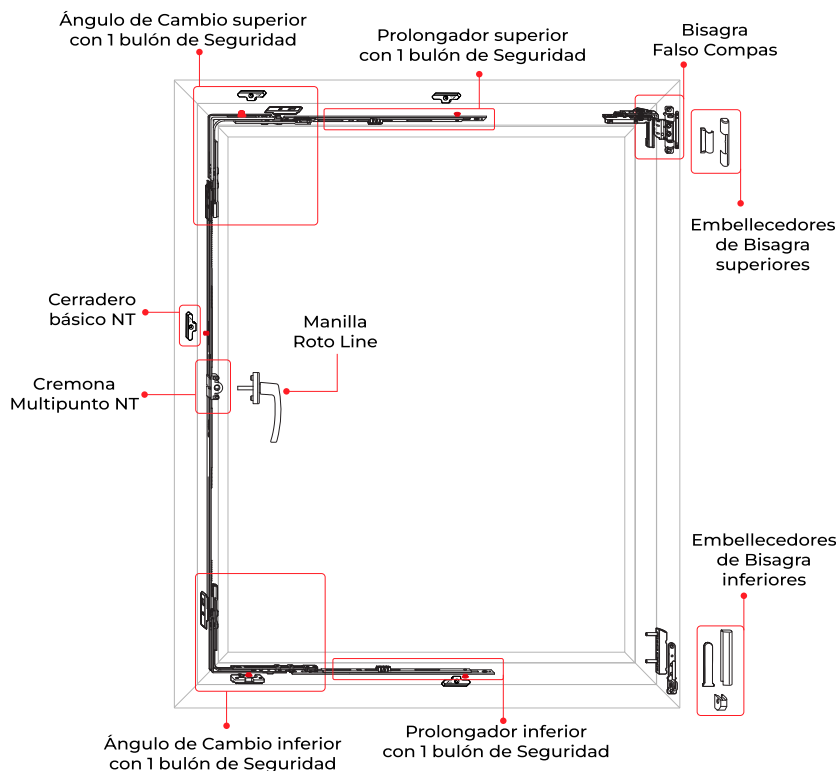 Ángulo de Cambio superior
con 1 bulón de Seguridad
Prolongador superior
con 1 bulón de Seguridad
Bisagra
Falso Compas
Embellecedores
de Bisagra
superiores
Cerradero
básico NT
Manilla
Roto Line
Cremona
Multipunto NT
Embellecedores
de Bisagra
inferiores
Ángulo de Cambio inferior
con 1 bulón de Seguridad
Prolongador inferior
con 1 bulón de Seguridad